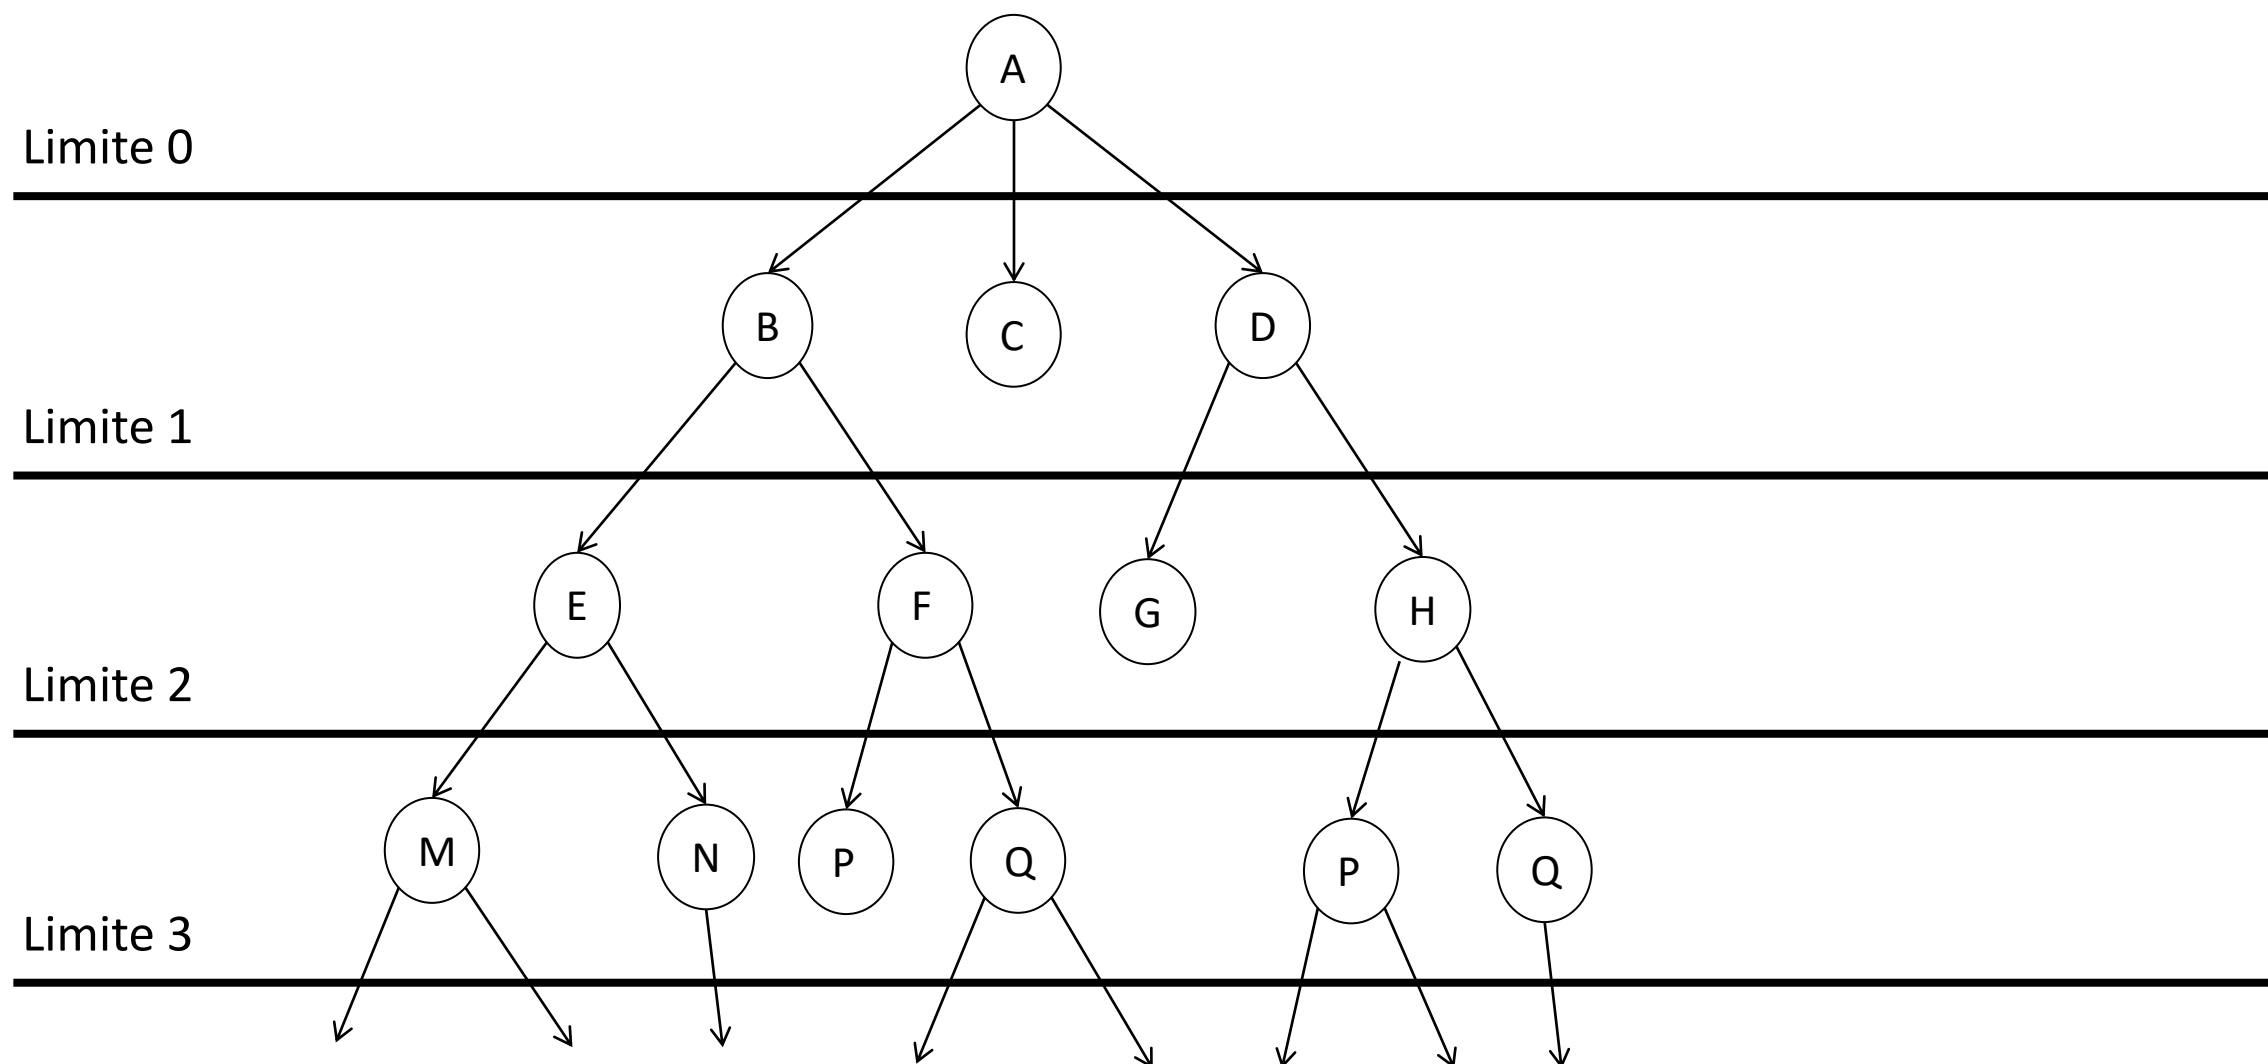 A
Limite 0
B C D
Limite 1
E F G H
Limite 2
M N P Q P Q
Limite 3